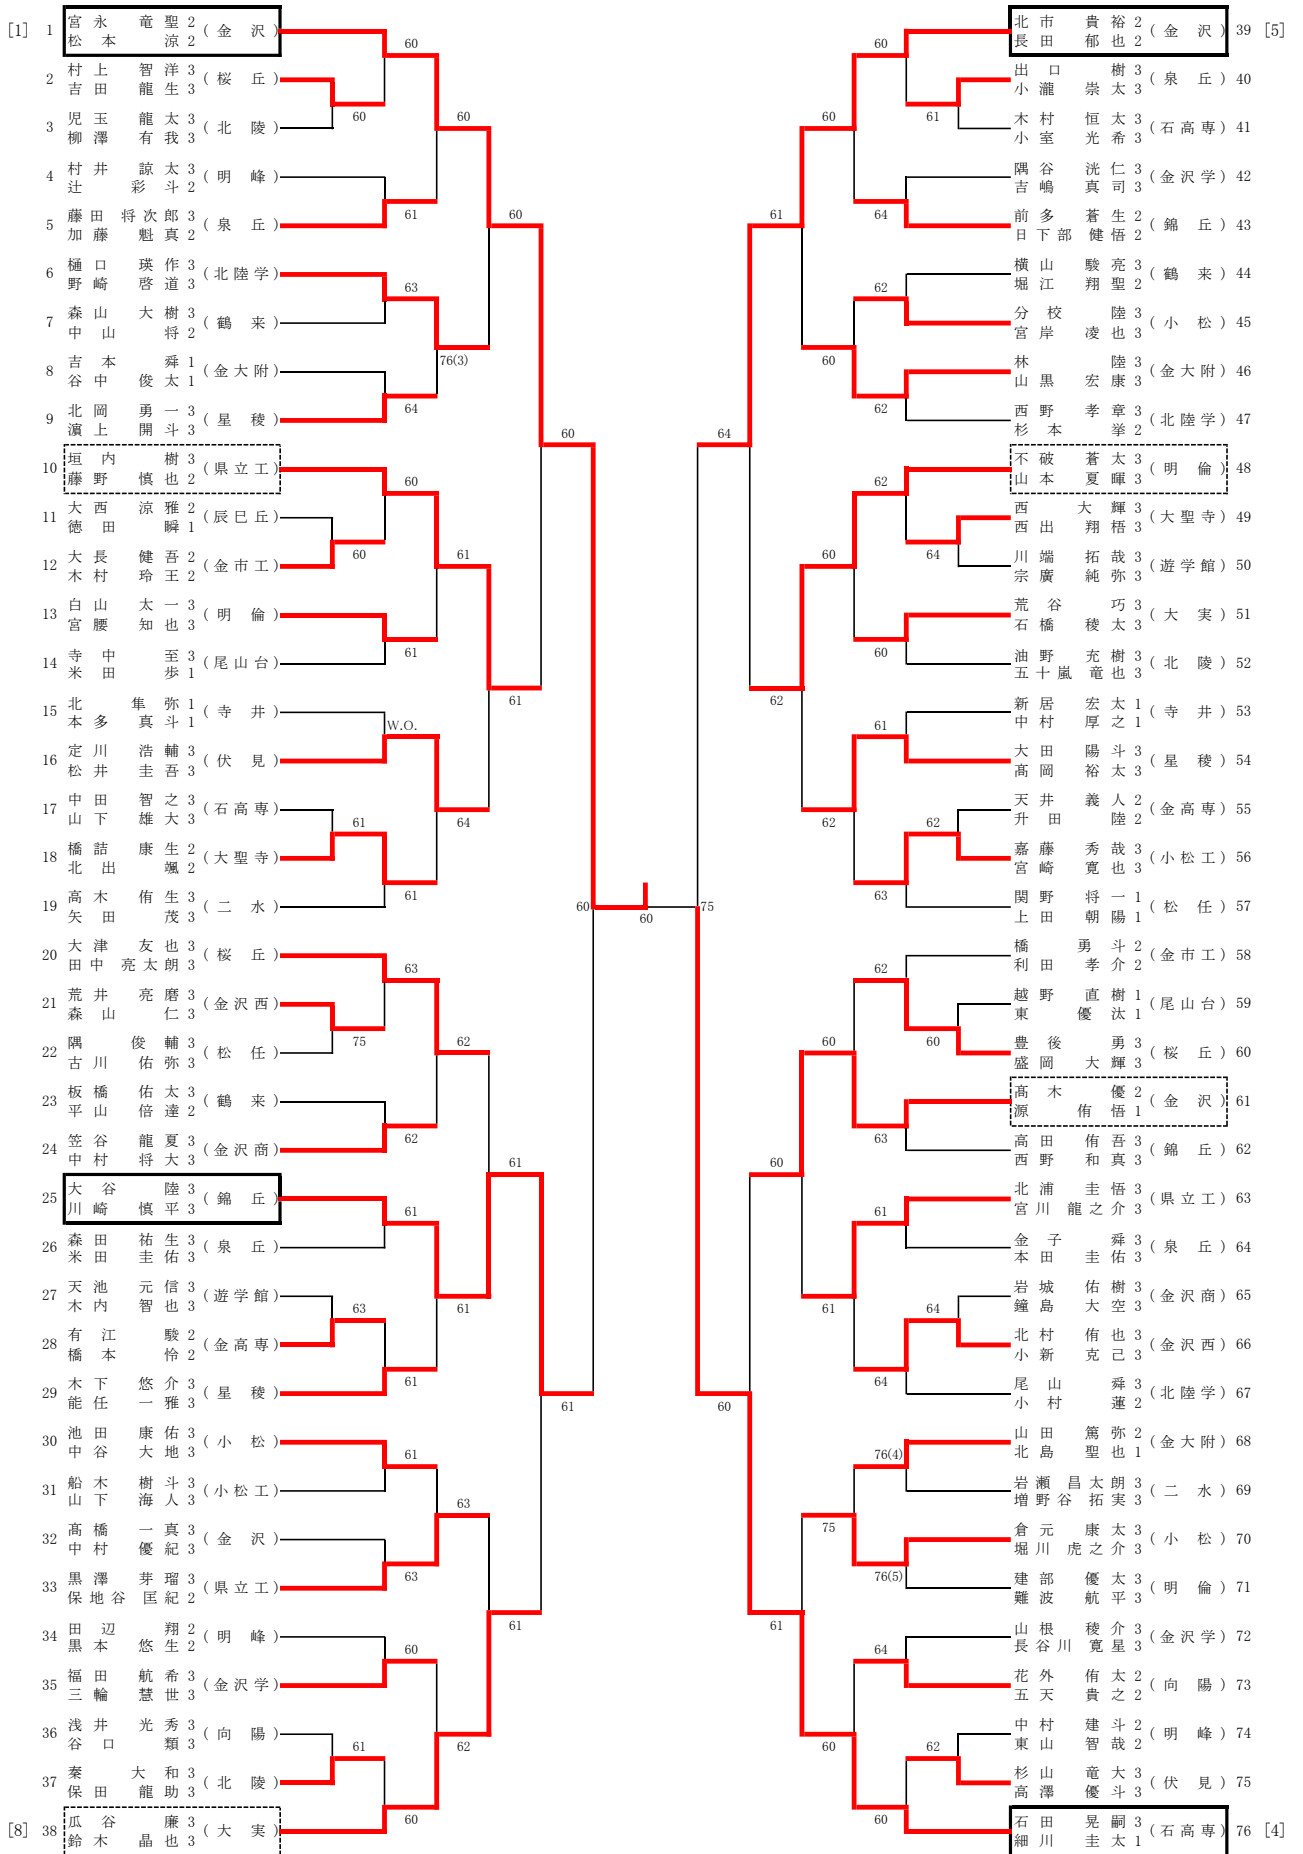 [1] 1 宮永 竜聖 2 (金沢)
松本 涼 2
2 村上 智洋 3 (桜丘)
吉田 龍生 3
3 児玉 龍太 3 (北陵)
柳澤 有我 3
4 村井 諒太 3 (明峰)
辻 彩斗 2
5 藤田 将次郎 3 (泉丘)
加藤 魁真 2
6 樋口 瑛作 3 (北陸学)
野崎 啓道 3
7 森山 大樹 3 (鶴来)
中山 将 2
8 吉本 舜 1 (金大附)
谷中 俊太 1
9 北岡 勇一 3 (星稜)
濵上 開斗 3
10 垣内 樹 3 (県立工)
藤野 慎也 2
11 大西 涼雅 2 (辰巳丘)
徳田 瞬 1
12 大長 健吾 2 (金市工)
木村 玲王 2
13 白山 太一 3 (明倫)
宮腰 知也 3
14 寺中 至 3 (尾山台)
米田 歩 1
15 北 隼弥 1 (寺井)
本多 真斗 1
16 定川 浩輔 3 (伏見)
松井 圭吾 3
17 中田 智之 3 (石高専)
山下 雄大 3
18 橋詰 康生 2 (大聖寺)
北出 颯 2
19 高木 侑生 3 (二水)
矢田 茂 3
20 大津 友也 3 (桜丘)
田中 亮太朗 3
21 荒井 亮磨 3 (金沢西)
森山 仁 3
22 隅 俊輔 3 (松任)
古川 佑弥 3
23 板橋 佑太 3 (鶴来)
平山 倍達 2
24 笠谷 龍夏 3 (金沢商)
中村 将大 3
25 大谷 陸 3 (錦丘)
川崎 慎平 3
26 森田 祐生 3 (泉丘)
米田 圭佑 3
27 天池 元信 3 (遊学館)
木内 智也 3
28 有江 駿 2 (金高専)
橋本 怜 2
29 木下 悠介 3 (星稜)
能任 一雅 3
30 池田 康佑 3 (小松)
中谷 大地 3
31 船木 樹斗 3 (小松工)
山下 海人 3
32 髙橋 一真 3 (金沢)
中村 優紀 3
33 黒澤 芽瑠 3 (県立工)
保地谷 匡紀 2
34 田辺 翔 2 (明峰)
黒本 悠生 2
35 福田 航希 3 (金沢学)
三輪 慧世 3
36 浅井 光秀 3 (向陽)
谷口 類 3
37 秦 大和 3 (北陵)
保田 龍助 3
[8] 38 瓜谷 廉 3 (大実)
鈴木 晶也 3
60
60
60
61
60
63
76(3)
64
60
60
60
61
61
61
W.O.
64
61
61
60
60
63
75
62
62
61
61
63
61
61
61
61
63
63
61
60
61
62
60
75
60
61
60
64
61
62
60
62
64
62
64
60
60
62
61
62
62
63
62
60
60
63
60
61
61
64
64
60
76(4)
75
76(5)
61
64
60
62
60
北市 貴裕 2 (金沢) 39 [5]
長田 郁也 2
出口 樹 3 (泉丘) 40
小瀧 崇太 3
木村 恒太 3 (石高専) 41
小室 光希 3
隅谷 洸仁 3 (金沢学) 42
吉嶋 真司 3
前多 蒼生 2 (錦丘) 43
日下部 健悟 2
横山 駿亮 3 (鶴来) 44
堀江 翔聖 2
分校 陸 3 (小松) 45
宮岸 凌也 3
林 陸 3 (金大附) 46
山黒 宏康 3
西野 孝章 3 (北陸学) 47
杉本 挙 2
不破 蒼太 3 (明倫) 48
山本 夏暉 3
西 大輝 3 (大聖寺) 49
西出 翔梧 3
川端 拓哉 3 (遊学館) 50
宗廣 純弥 3
荒谷 巧 3 (大実) 51
石橋 稜太 3
油野 充樹 3 (北陵) 52
五十嵐 竜也 3
新居 宏太 1 (寺井) 53
中村 厚之 1
大田 陽斗 3 (星稜) 54
髙岡 裕太 3
天井 義人 2 (金高専) 55
升田 陸 2
嘉藤 秀哉 3 (小松工) 56
宮崎 寛也 3
関野 将一 1 (松任) 57
上田 朝陽 1
橋 勇斗 2 (金市工) 58
利田 孝介 2
越野 直樹 1 (尾山台) 59
東 優汰 1
豊後 勇 3 (桜丘) 60
盛岡 大輝 3
髙木 優 2 (金沢) 61
源 侑悟 1
高田 侑吾 3 (錦丘) 62
西野 和真 3
北浦 圭悟 3 (県立工) 63
宮川 龍之介 3
金子 舜 3 (泉丘) 64
本田 圭佑 3
岩城 佑樹 3 (金沢商) 65
鐘島 大空 3
北村 侑也 3 (金沢西) 66
小新 克己 3
尾山 舜 3 (北陸学) 67
小村 蓮 2
山田 篤弥 2 (金大附) 68
北島 聖也 1
岩瀬 昌太朗 3 (二水) 69
増野谷 拓実 3
倉元 康太 3 (小松) 70
堀川 虎之介 3
建部 優太 3 (明倫) 71
難波 航平 3
山根 稜介 3 (金沢学) 72
長谷川 寛星 3
花外 侑太 2 (向陽) 73
五天 貴之 2
中村 建斗 2 (明峰) 74
東山 智哉 2
杉山 竜大 3 (伏見) 75
高澤 優斗 3
石田 晃嗣 3 (石高専) 76 [4]
細川 圭太 1